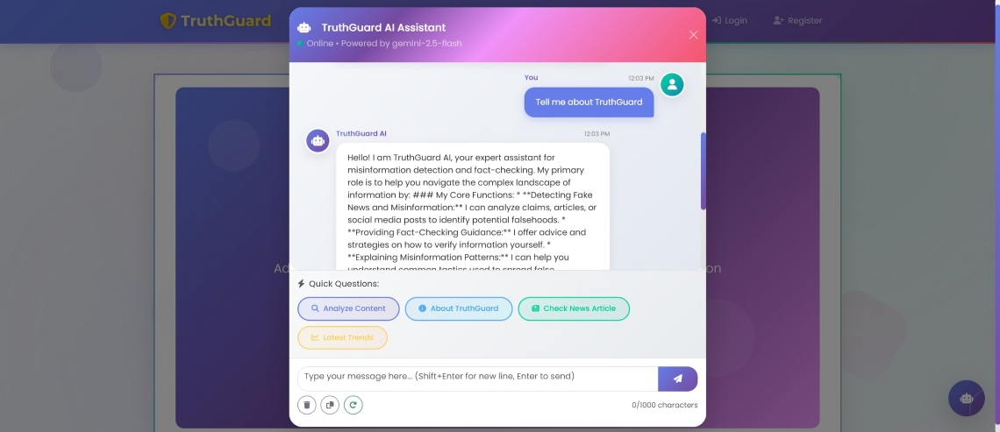 TruthGuard
Login
Register
TruthGuard AI Assistant
Online • Powered by gemini-2.5-flash
You
12:03 PM
Tell me about TruthGuard
TruthGuard AI
12:03 PM
Hello! I am TruthGuard AI, your expert assistant for
misinformation detection and fact-checking. My primary
role is to help you navigate the complex landscape of
information by: ### My Core Functions: * **Detecting Fake
News and Misinformation:** I can analyze claims, articles, or
social media posts to identify potential falsehoods. *
**Providing Fact-Checking Guidance:** I offer advice and
strategies on how to verify information yourself. *
**Explaining Misinformation Patterns:** I can help you
understand common tactics used to spread false
Ad
on
Quick Questions:
Analyze Content
About TruthGuard
Check News Article
Latest Trends
Type your message here... (Shift+Enter for new line, Enter to send)
0/1000 characters